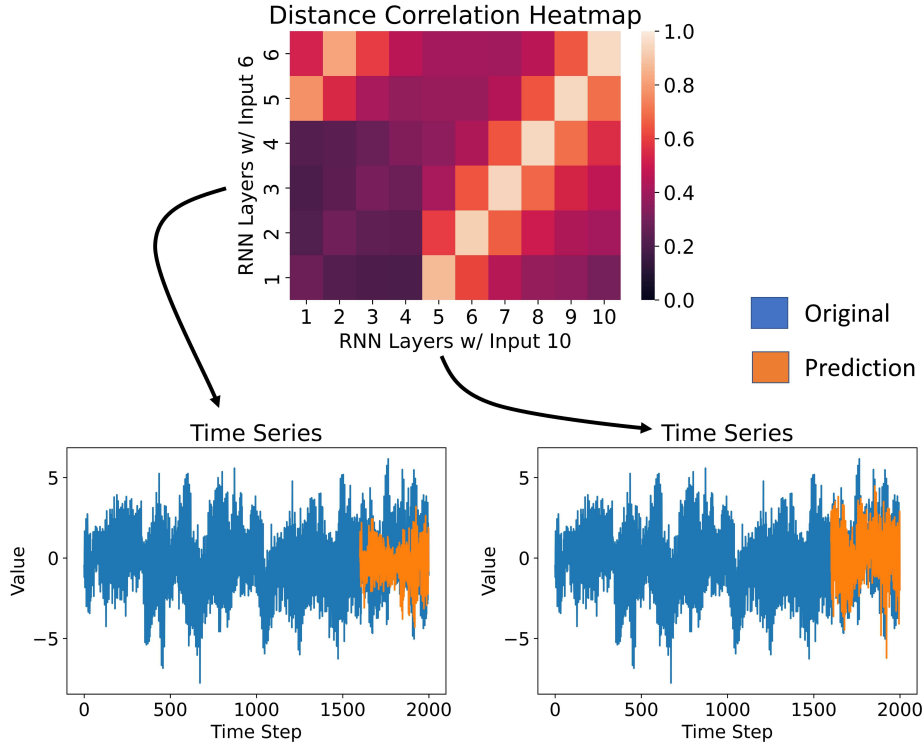 Distance Correlation Heatmap
RNN Layers w/ Input 6
6
5
4
3
2
1
1 2 3 4 5 6 7 8 9 10
RNN Layers w/ Input 10
1.0
0.8
0.6
0.4
0.2
0.0
Original
Prediction
Time Series
Value
5
0
−5
0 500 1000 1500 2000
Time Step
Time Series
Value
5
0
−5
0 500 1000 1500 2000
Time Step